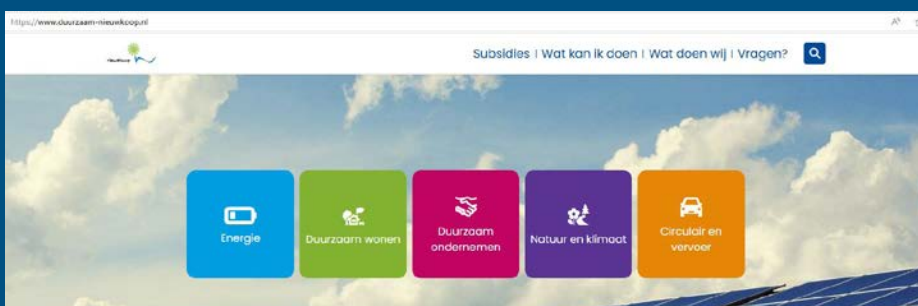 https://www.duurzaam-nieuwkoop.nl
Subsidies | Wat kan ik doen | Wat doen wij | Vragen?
Energie
Duurzaam wonen
Duurzaam
ondernemen
Natuur en klimaat
Circulair en
vervoer